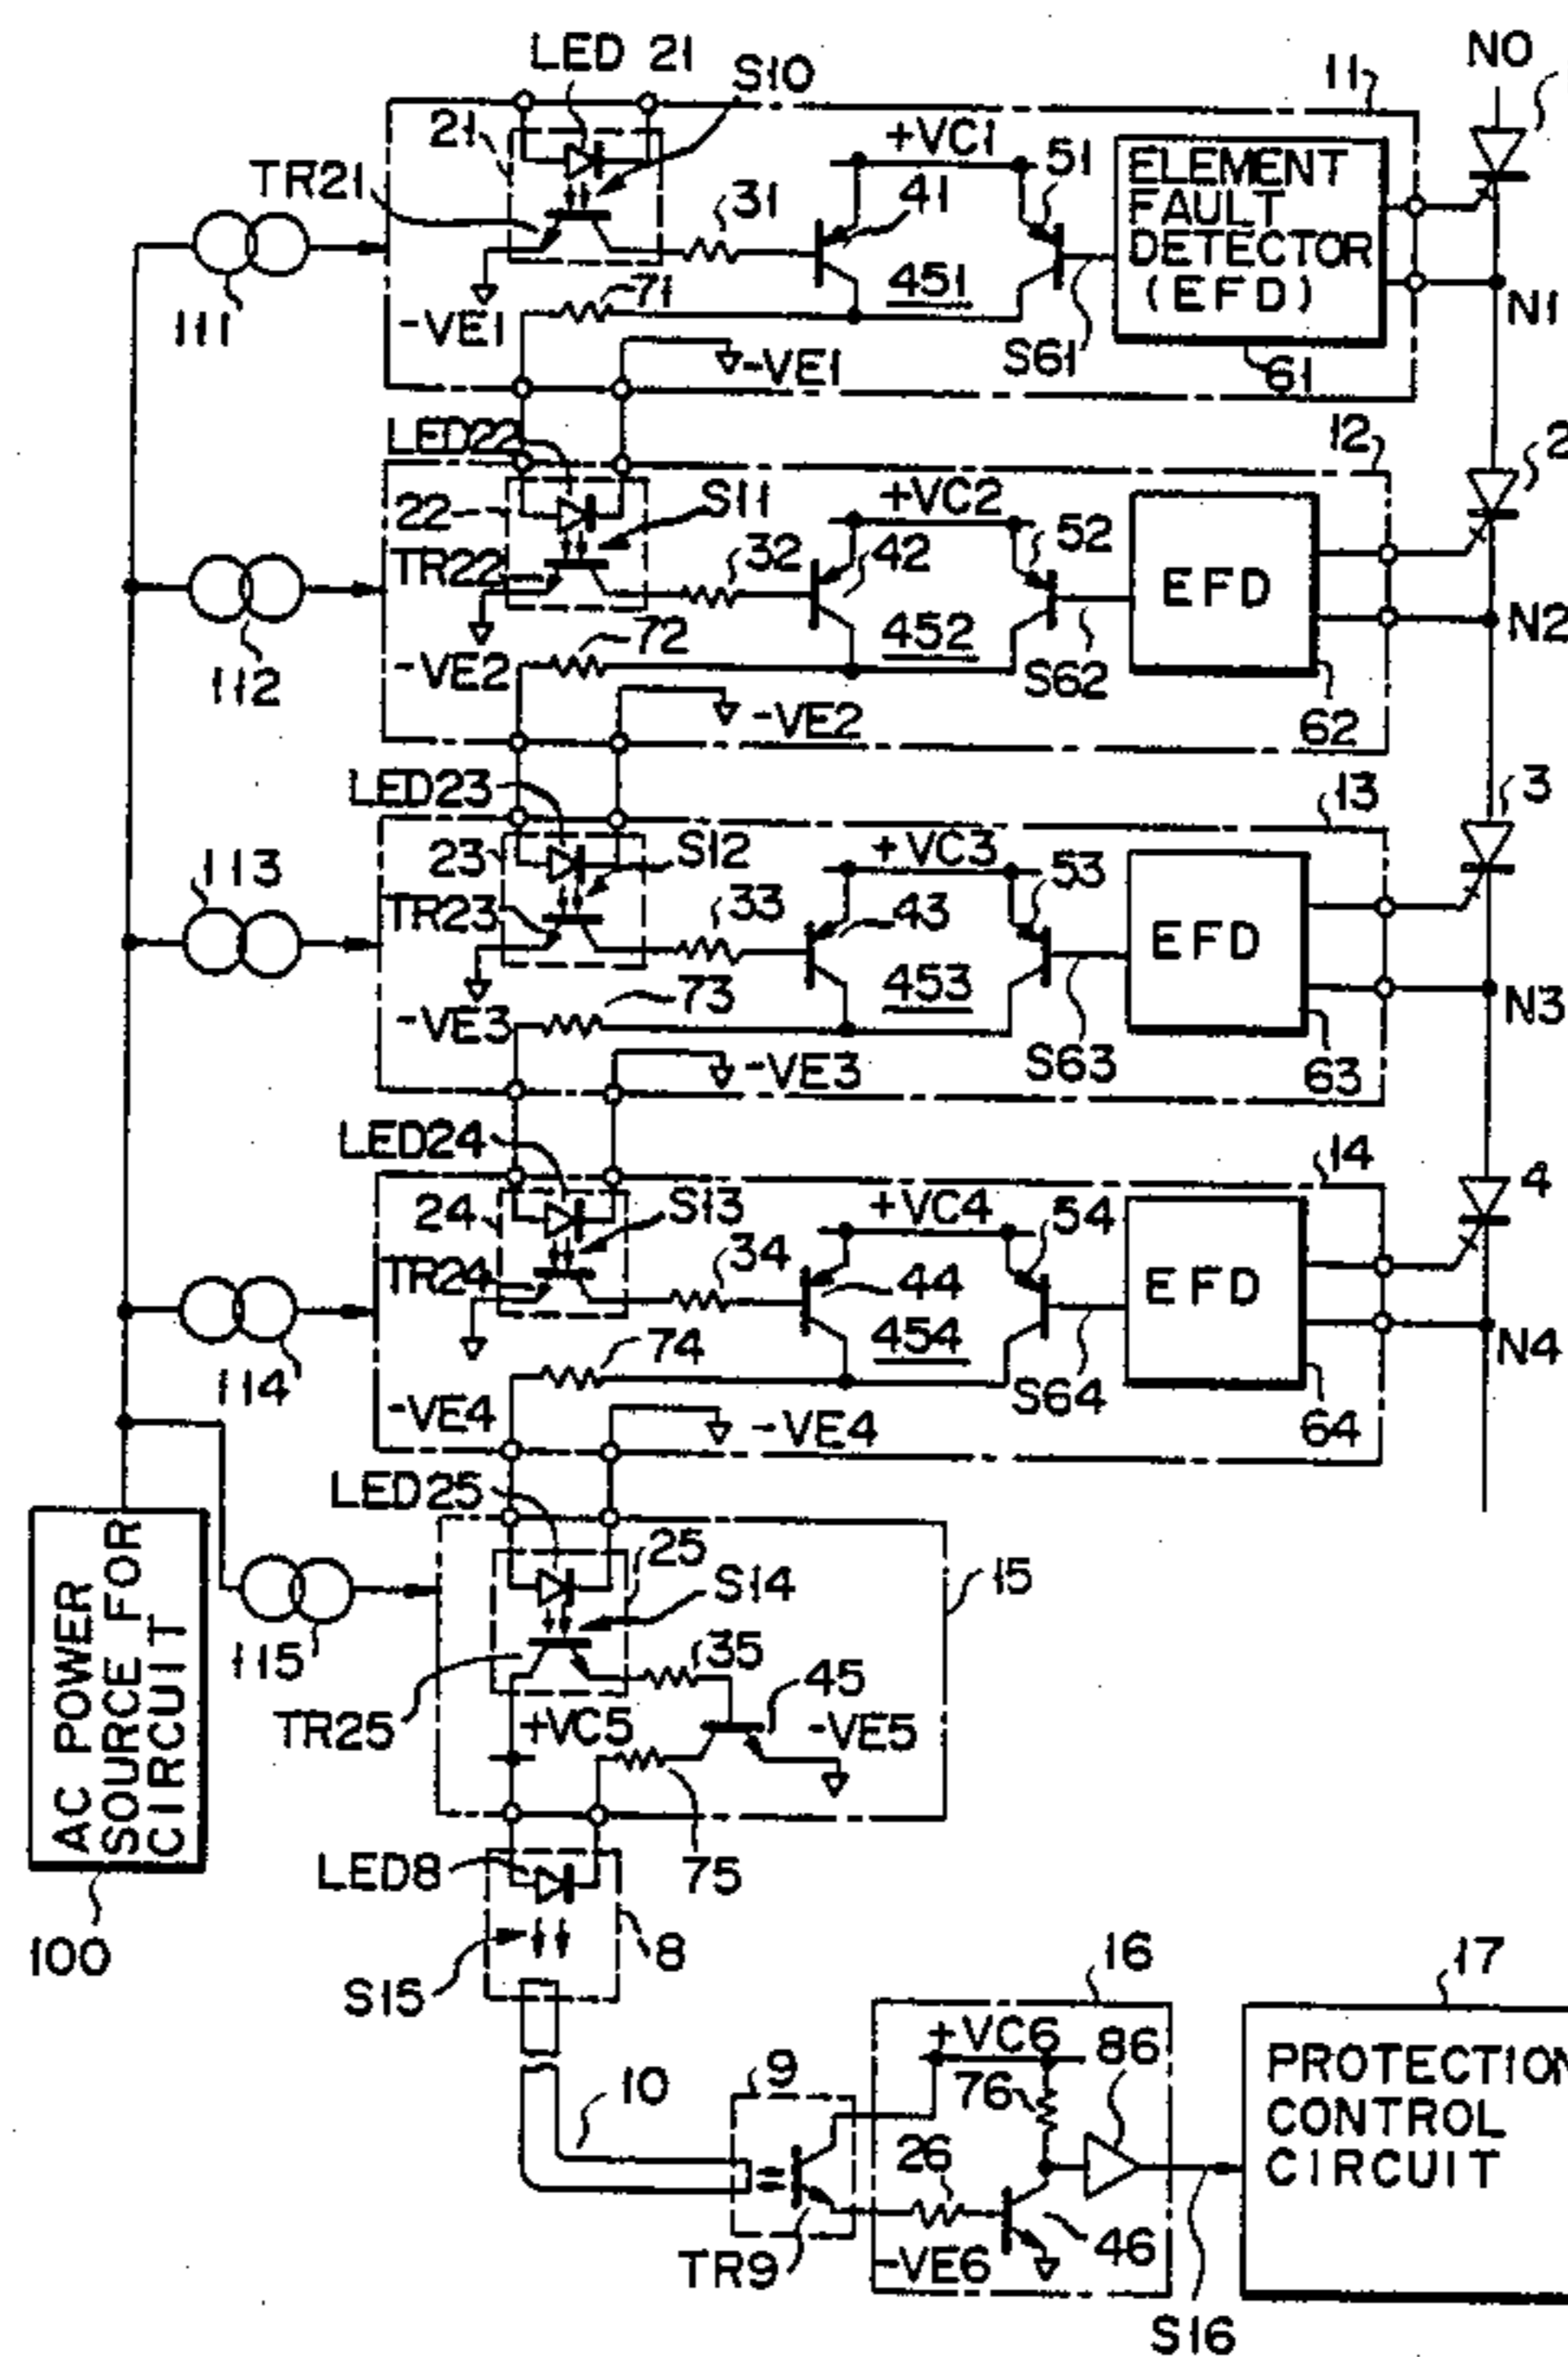 LED 21
S10
11
NO
21
+VC1
51
ELEMENT
FAULT
DETECTOR
(EFD)
TR21
31
41
451
71
111
-VE1
-VE1
S61
61
N1
LED22
12
2
22
S11
+VC2
52
TR22
32
42
EFD
452
72
N2
112
-VE2
S62
-VE2
62
LED23
13
3
23
S12
+VC3
53
113
TR23
33
43
EFD
453
73
-VE3
N3
-VE3
S63
63
LED24
14
4
24
S13
+VC4
54
TR24
34
44
EFD
454
74
N4
114
-VE4
-VE4
S64
64
LED25
25
15
S14
115
35
45
TR25
+VC5
-VE5
AC POWER
SOURCE FOR
CIRCUIT
LED8
75
100
8
S15
16
17
+VC6
86
PROTECTION
CONTROL
CIRCUIT
10
9
76
26
46
TR9
-VE6
S16